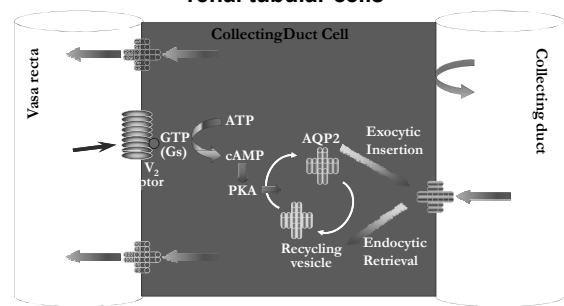 renal tubular cells
CollectingDuct Cell
Vasa recta
Collecting duct
ATP
GTP
(Gs)
cAMP
V2
PKA
AQP2
Exocytic
Insertion
Recycling
vesicle
Endocytic
Retrieval